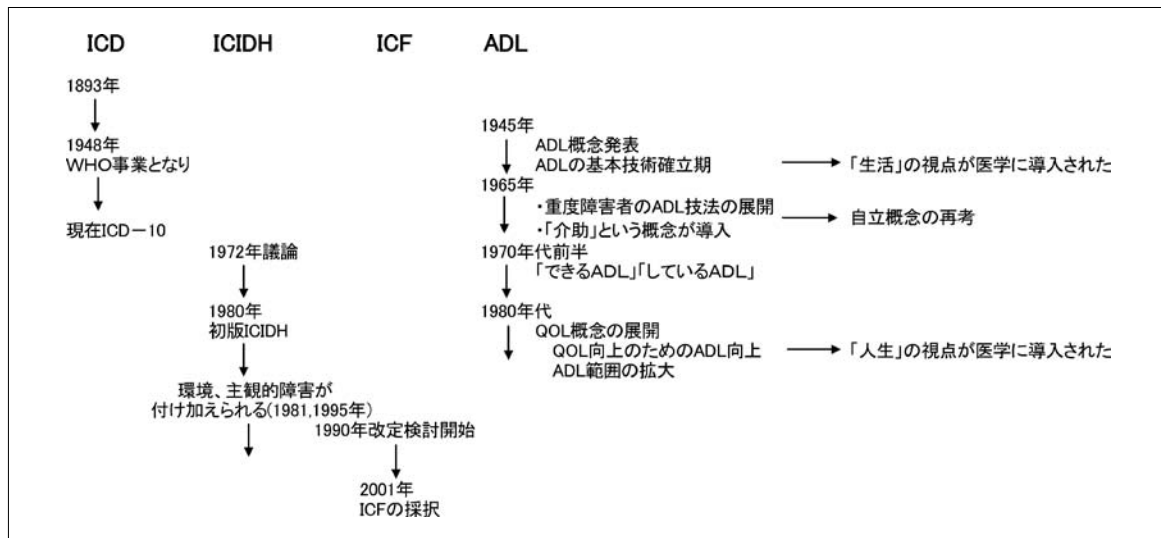 ICD ICIDH ICF ADL
1893年
1948年
WHO事業となり
現在ICD－10
1972年議論
1980年
初版ICIDH
環境、主観的障害が
付け加えられる(1981,1995年)
1990年改定検討開始
2001年
ICFの採択
1945年
ADL概念発表
ADLの基本技術確立期
「生活」の視点が医学に導入された
1965年
・重度障害者のADL技法の展開
・「介助」という概念が導入
自立概念の再考
1970年代前半
「できるADL」「しているADL」
1980年代
QOL概念の展開
QOL向上のためのADL向上
ADL範囲の拡大
「人生」の視点が医学に導入された